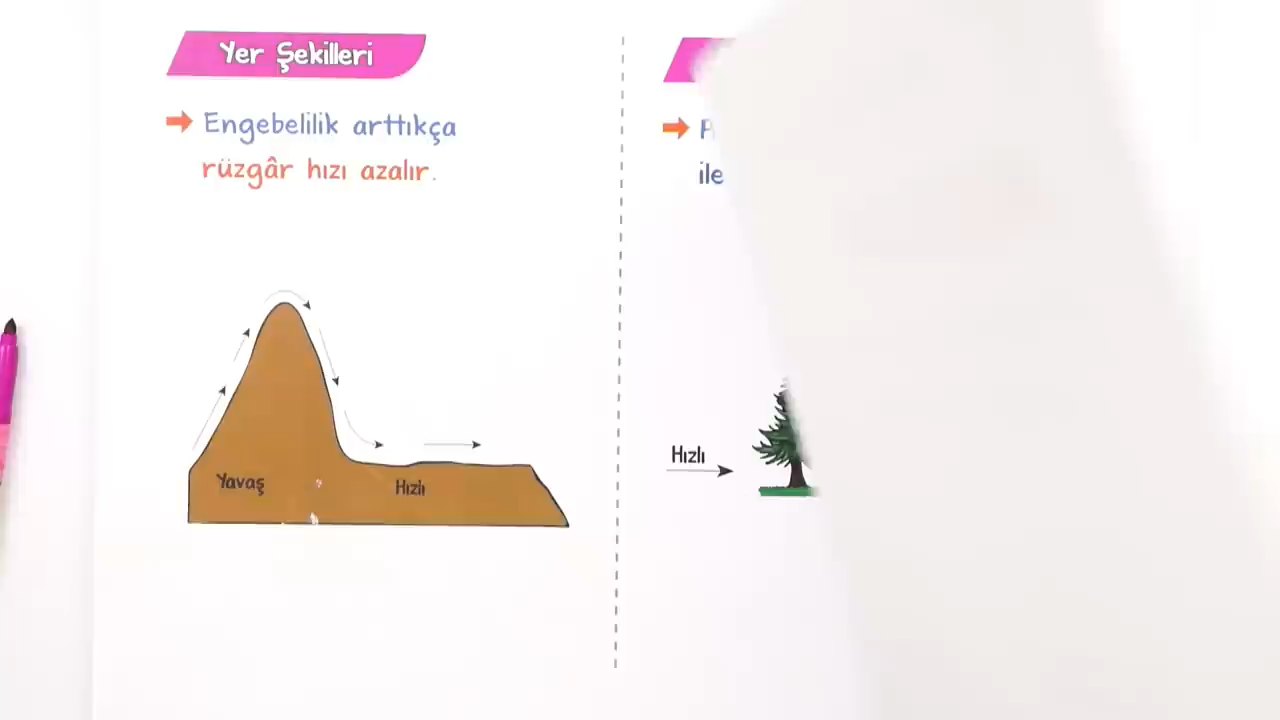 Yer Şekilleri
Engebelilik arttıkça
rüzgâr hızı azalır.
Yavaş
Hızlı
ile
Hızlı